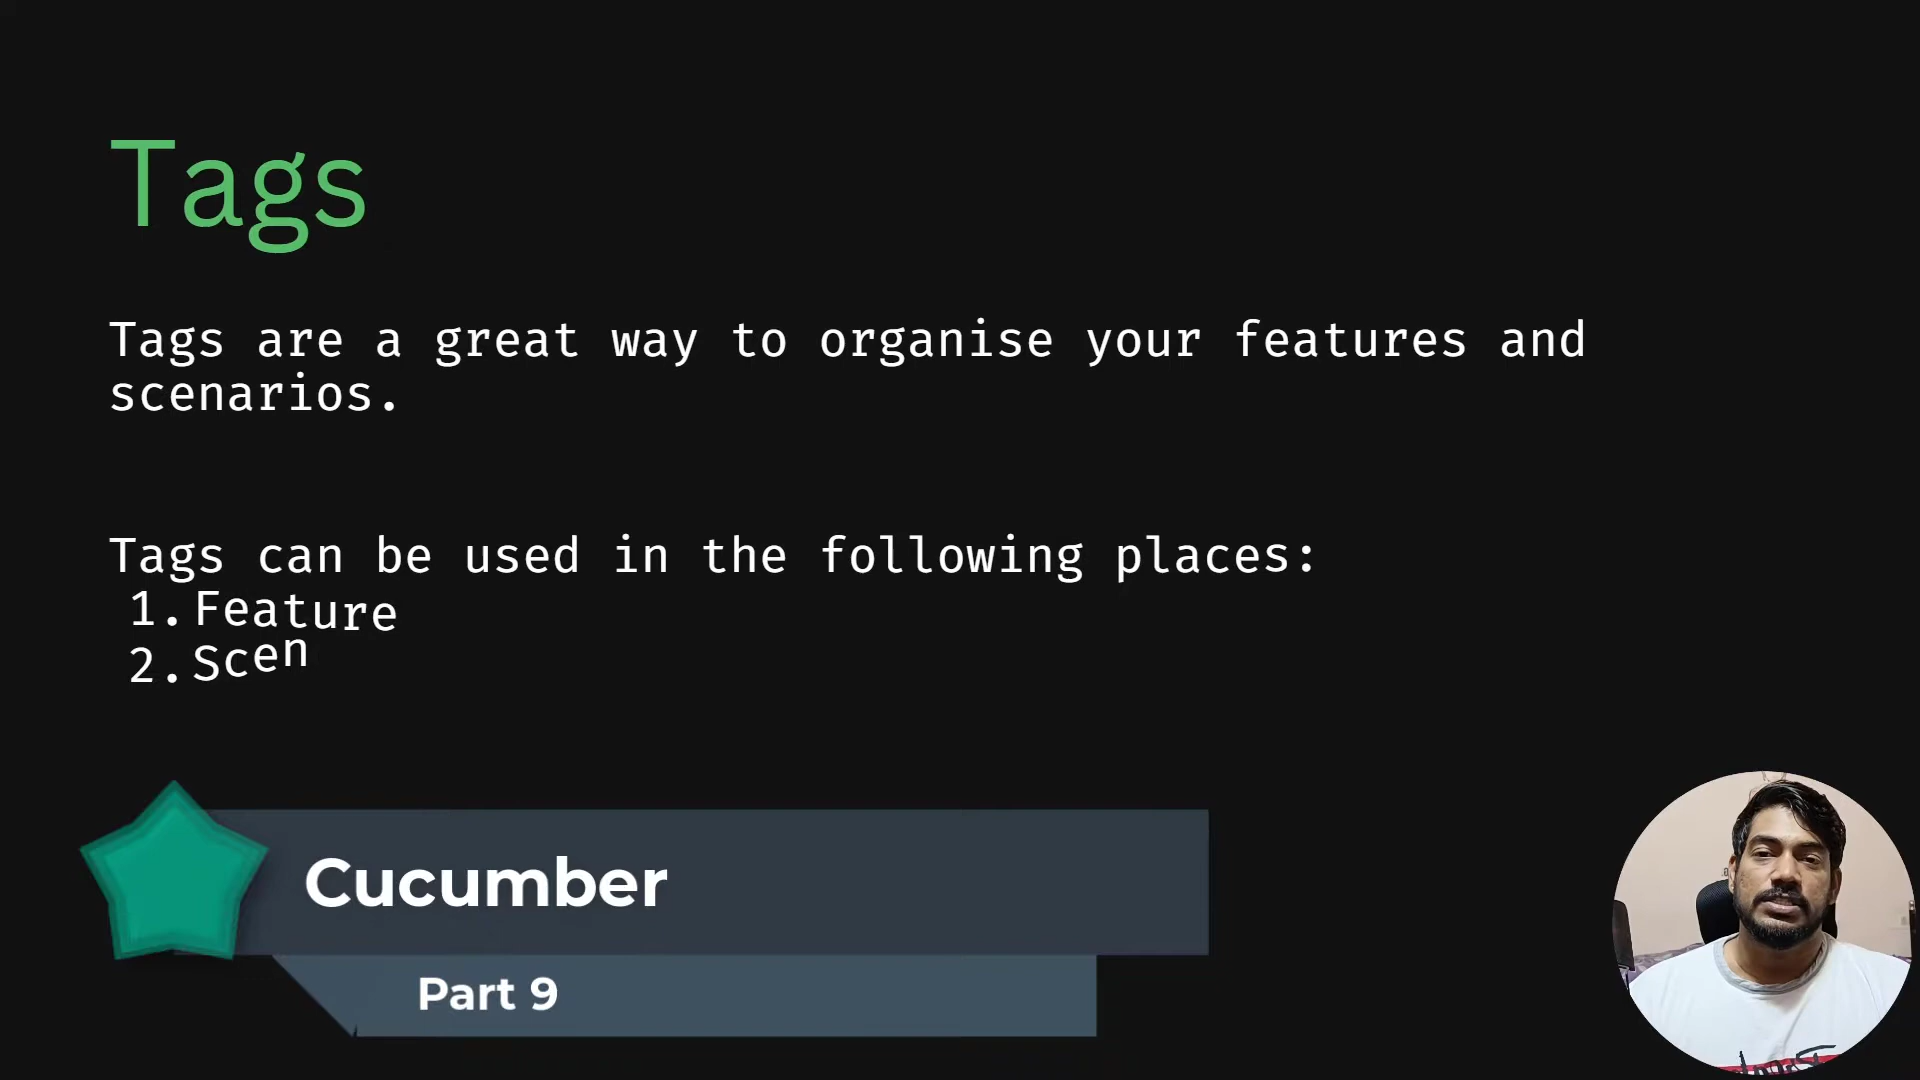 Tags
Tags are a great way to organise your features and
scenarios.
Tags can be used in the following places:
1. Feature
2. Scen
Cucumber
Part 9